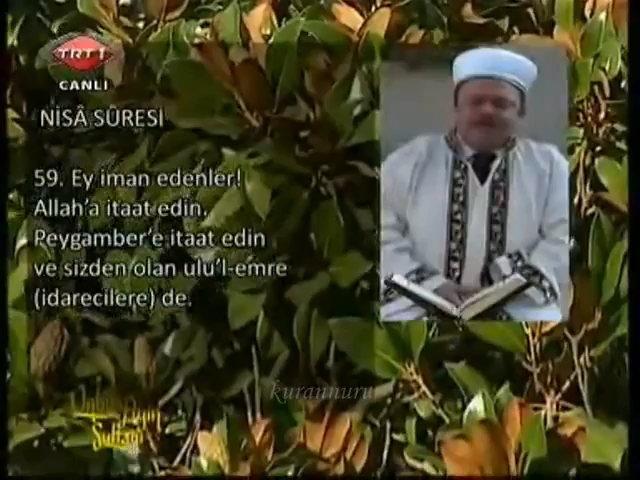 TRT 1
CANLI
NİSÂ SÛRESİ
59. Ey iman edenler!
Allah'a itaat edin.
Peygamber'e itaat edin
ve sizden olan ulu'l-emre
(idarecilere) de.
kurannuru
Sultanı